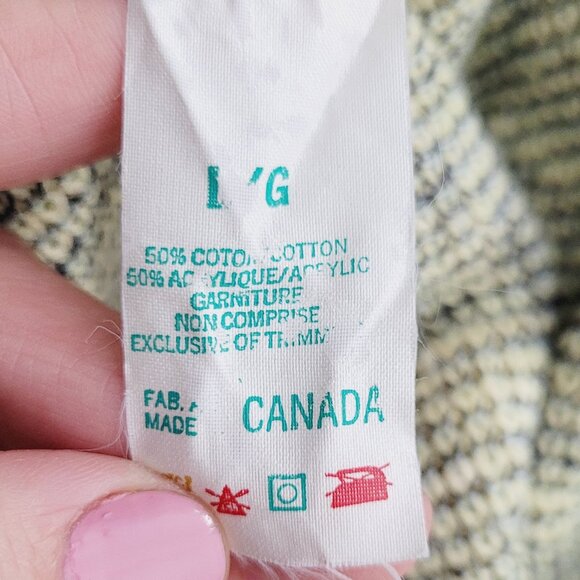 L/G
50% COTON/COTTON
50% ACRYLIQUE/ACRYLIC
GARNITURE
NON COMPRISE
EXCLUSIVE OF TRIMM
FAB. A
MADE CANADA